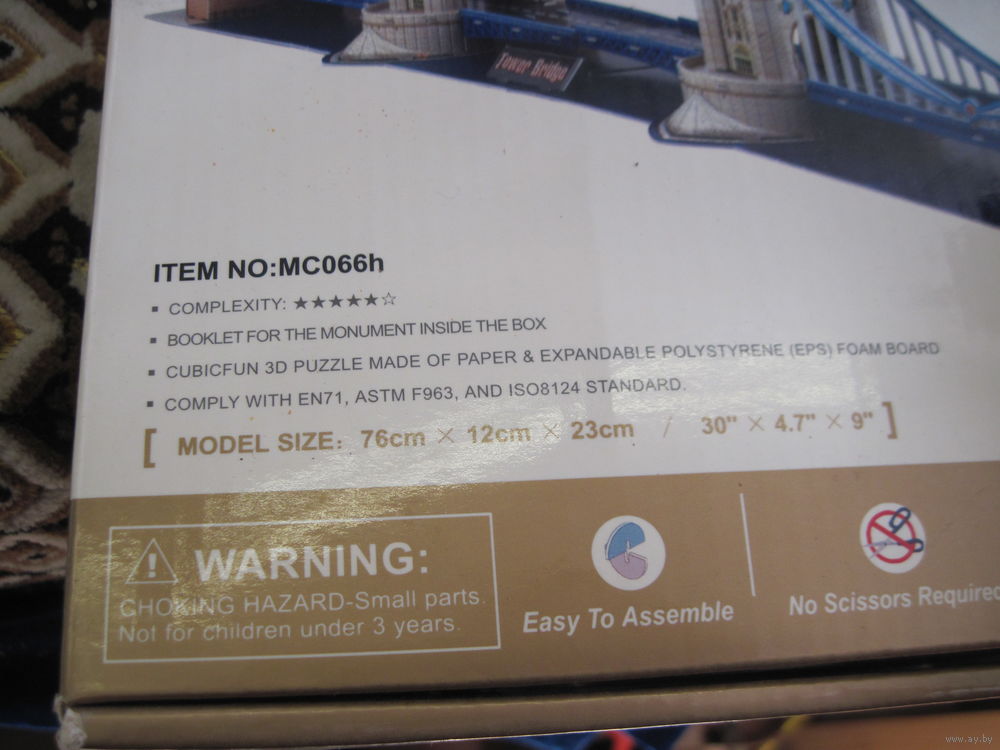 Tower Bridge
ITEM NO:MC066h
▪ COMPLEXITY: ★★★★★☆
▪ BOOKLET FOR THE MONUMENT INSIDE THE BOX
▪ CUBICFUN 3D PUZZLE MADE OF PAPER & EXPANDABLE POLYSTYRENE (EPS) FOAM BOARD
▪ COMPLY WITH EN71, ASTM F963, AND ISO8124 STANDARD.
[ MODEL SIZE: 76cm × 12cm × 23cm / 30" × 4.7" × 9" ]
WARNING:
CHOKING HAZARD-Small parts.
Not for children under 3 years.
Easy To Assemble
No Scissors Required
www.ay.by